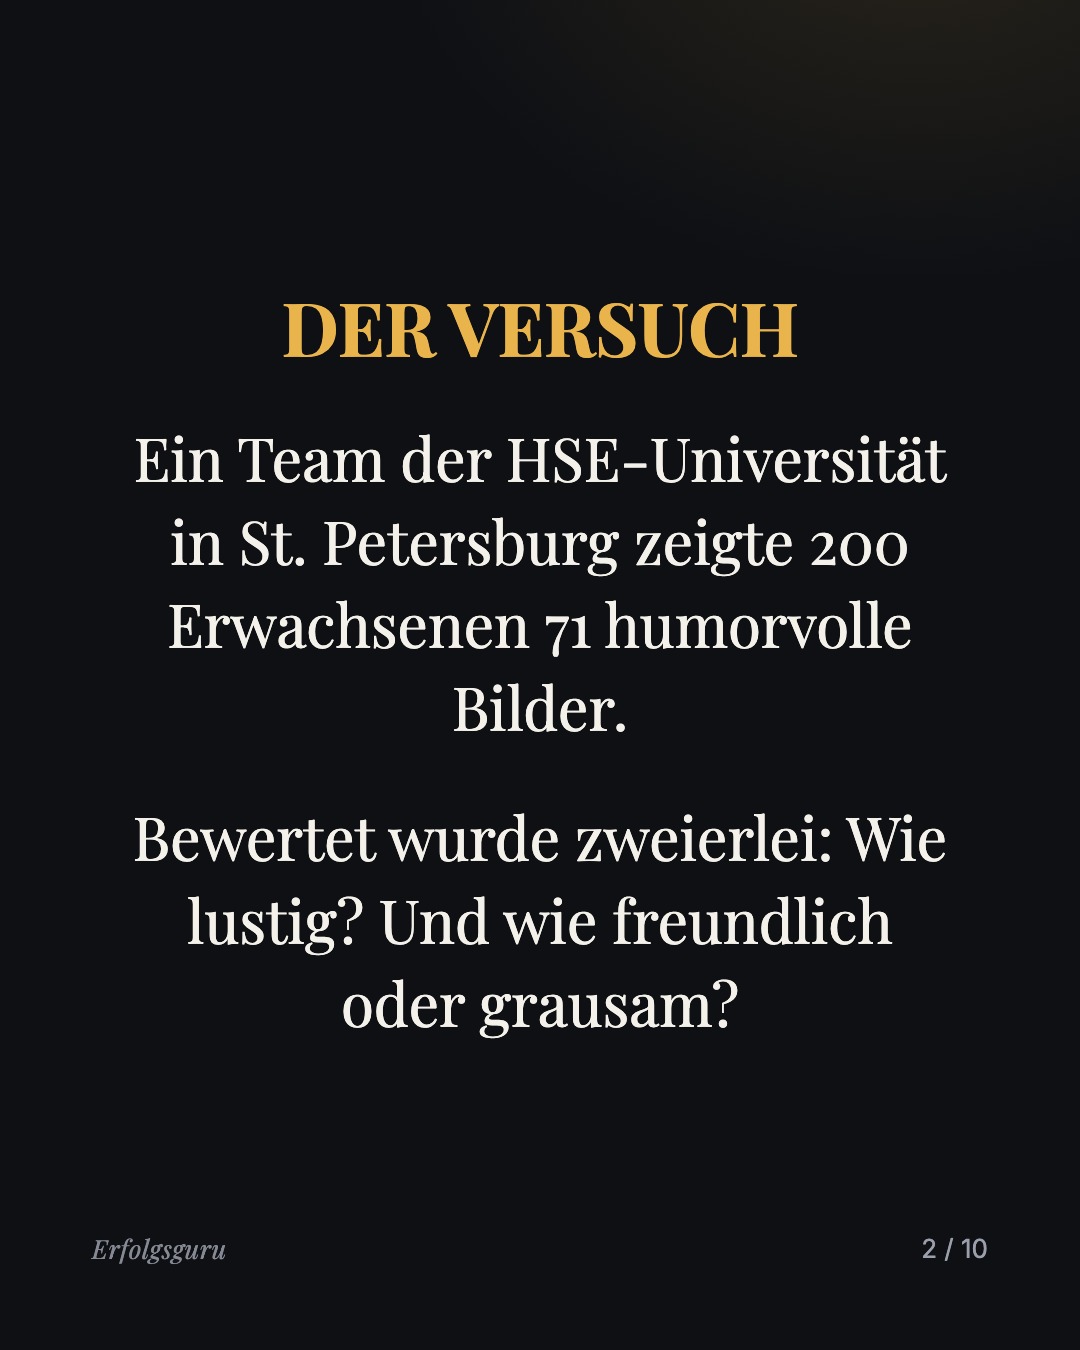 DER VERSUCH
Ein Team der HSE-Universität
in St. Petersburg zeigte 200
Erwachsenen 71 humorvolle
Bilder.
Bewertet wurde zweierlei: Wie
lustig? Und wie freundlich
oder grausam?
Erfolgsguru
2 / 10